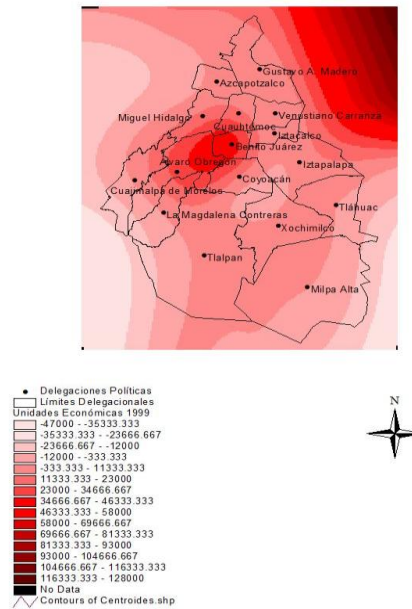 Gustavo A. Madero
Azcapotzalco
Miguel Hidalgo
Venustiano Carranza
Cuauhtémoc
Iztacalco
Benito Juárez
Alvaro Obregón
Iztapalapa
Coyoacán
Cuajimalpa de Morelos
Tláhuac
La Magdalena Contreras
Xochimilco
Tlalpan
Milpa Alta
Delegaciones Políticas
Límites Delegacionales
Unidades Económicas 1999
-47000 - -35333.333
-35333.333 - -23666.667
-23666.667 - -12000
-12000 - -333.333
-333.333 - 11333.333
11333.333 - 23000
23000 - 34666.667
34666.667 - 46333.333
46333.333 - 58000
58000 - 69666.667
69666.667 - 81333.333
81333.333 - 93000
93000 - 104666.667
104666.667 - 116333.333
116333.333 - 128000
No Data
Contours of Centroides.shp
N